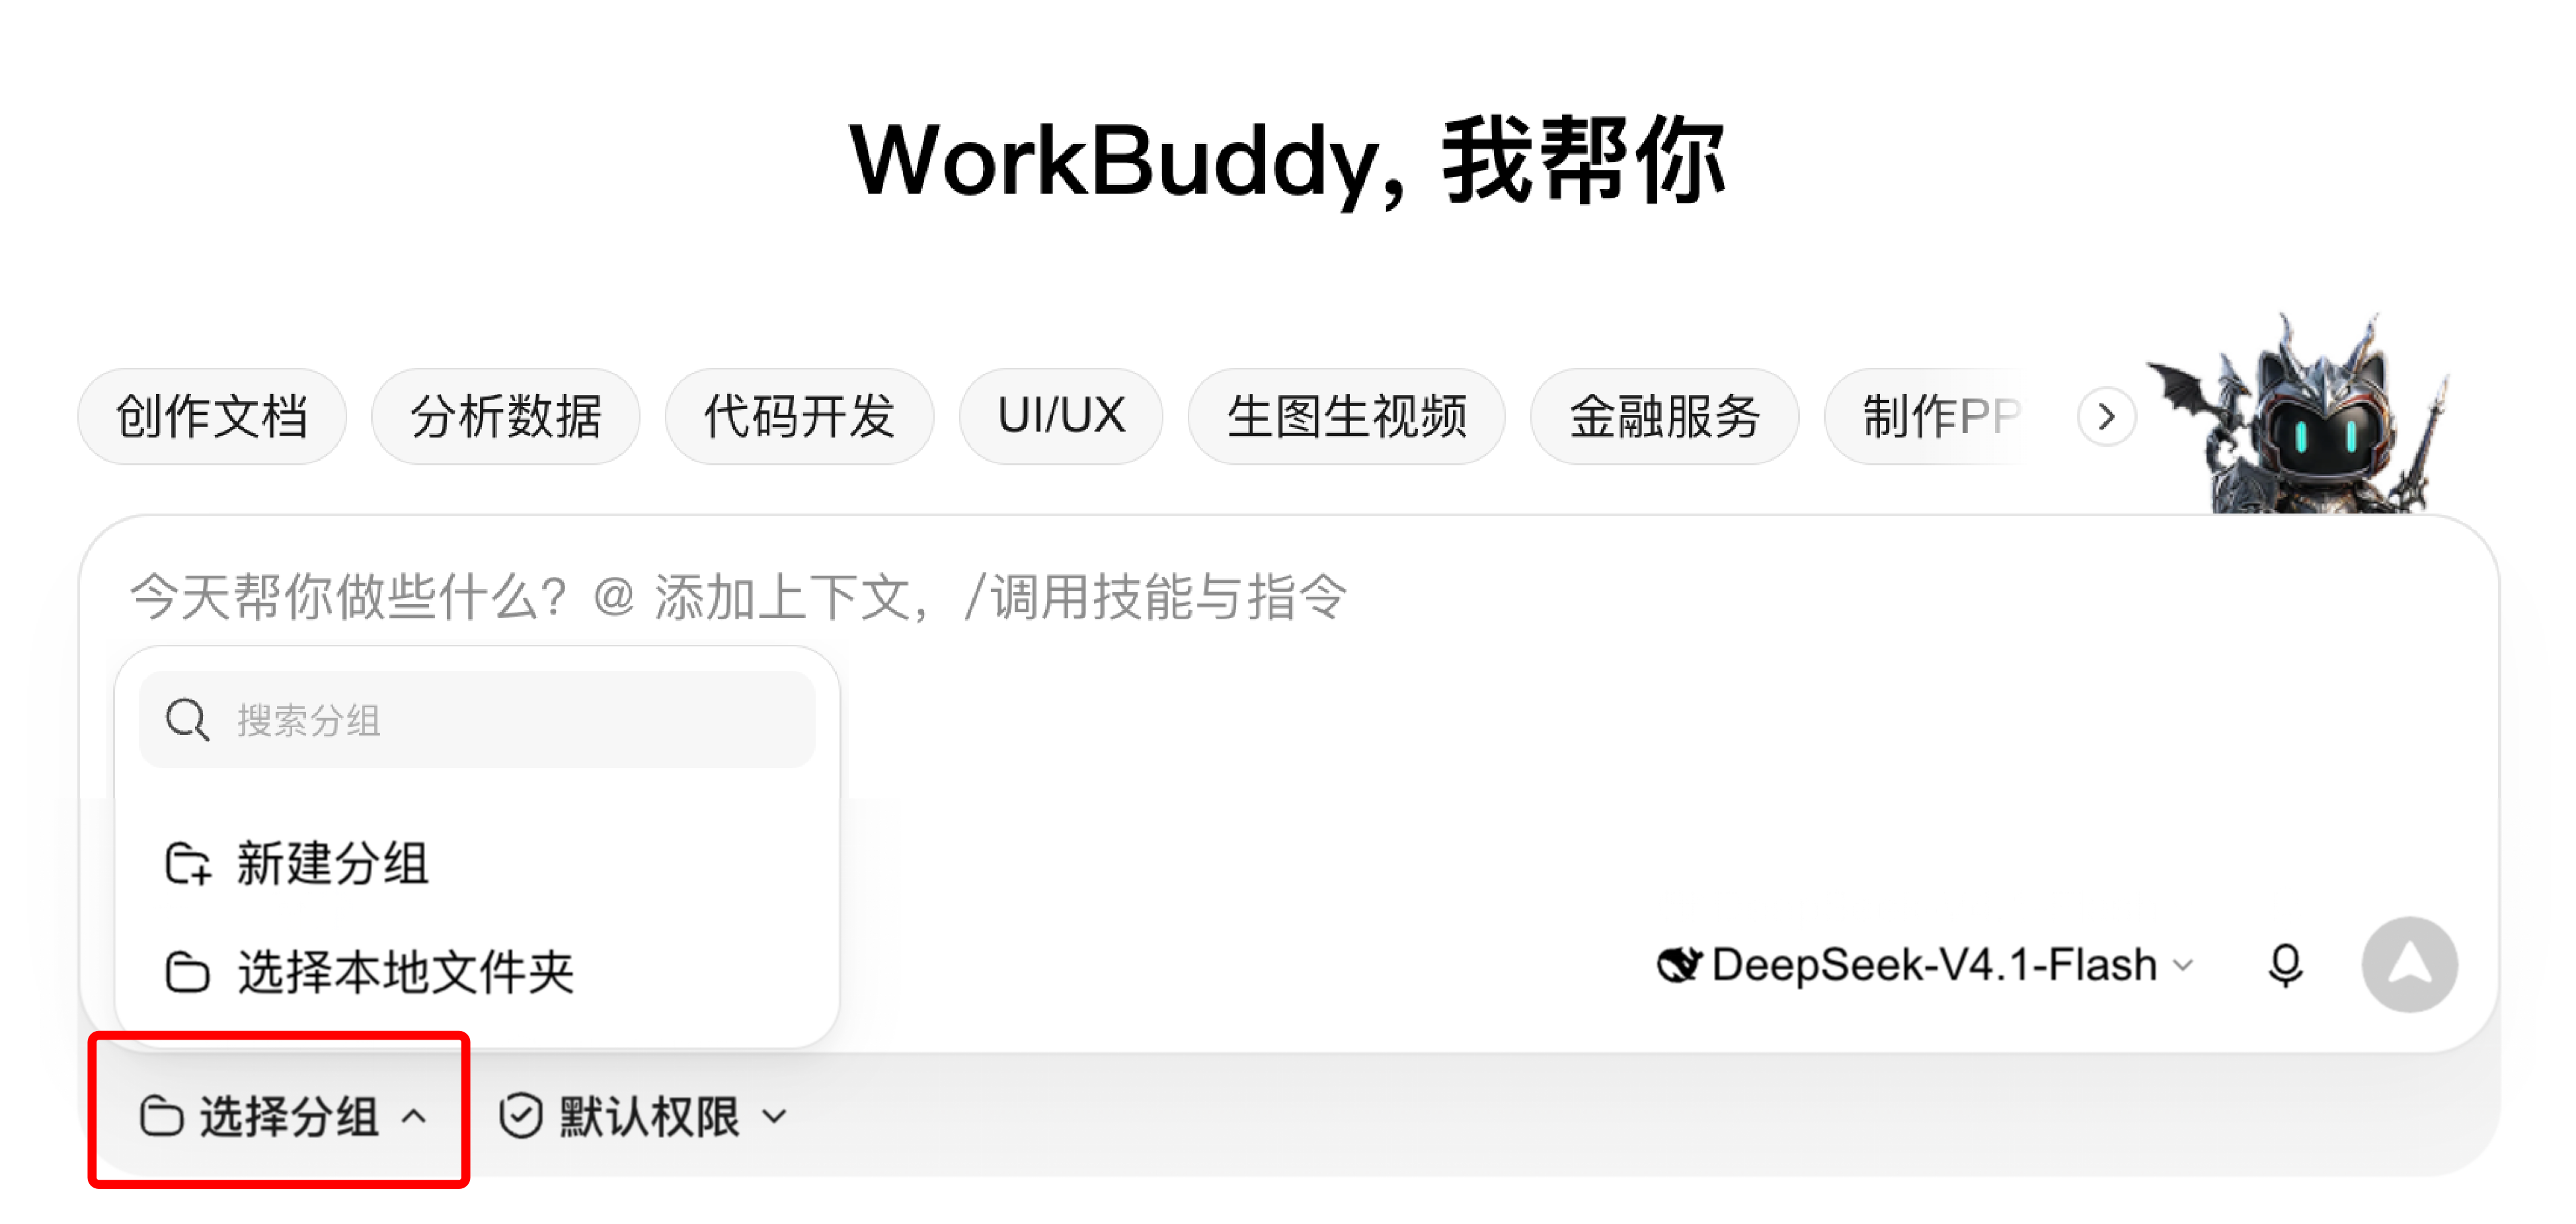 WorkBuddy, 我帮你
创作文档 分析数据 代码开发 UI/UX 生图生视频 金融服务 制作PP
今天帮你做些什么？@ 添加上下文，/调用技能与指令
搜索分组
新建分组
选择本地文件夹
DeepSeek-V4.1-Flash
选择分组 默认权限